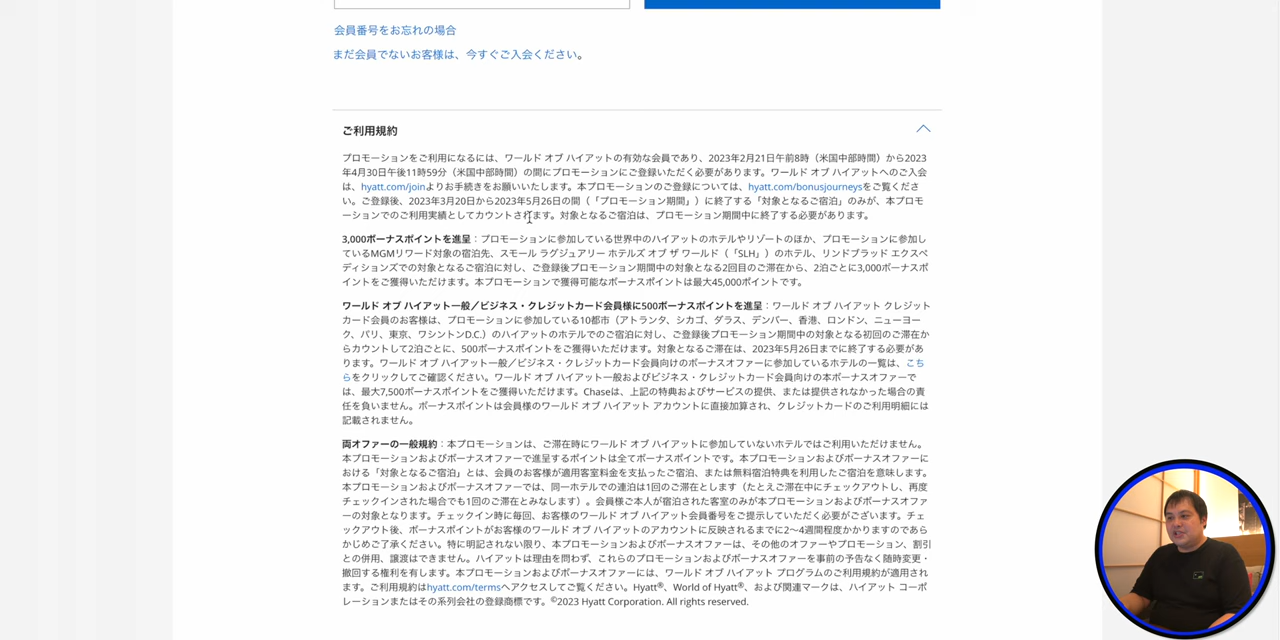 会員番号をお忘れの場合
まだ会員でないお客様は、今すぐご入会ください。
ご利用規約
プロモーションをご利用になるには、ワールド オブ ハイアットの有効な会員であり、2023年2月21日午前8時（米国中部時間）から2023
年4月30日午後11時59分（米国中部時間）の間にプロモーションにご登録いただく必要があります。ワールド オブ ハイアットへのご入会
は、hyatt.com/joinよりお手続きをお願いいたします。本プロモーションのご登録については、hyatt.com/bonusjourneysをご覧くださ
い。ご登録後、2023年3月20日から2023年5月26日の間（「プロモーション期間」）に終了する「対象となるご宿泊」のみが、本プロモ
ーションでのご利用実績としてカウントされます。対象となるご宿泊は、プロモーション期間中に終了する必要があります。
3,000ボーナスポイントを進呈：プロモーションに参加している世界中のハイアットのホテルやリゾートのほか、プロモーションに参加し
ているMGMリワード対象の宿泊先、スモール ラグジュアリー ホテルズ オブ ザ ワールド（「SLH」）のホテル、リンドブラッド エクスペ
ディションズでの対象となるご宿泊に対し、ご登録後プロモーション期間中の対象となる2回目のご滞在から、2泊ごとに3,000ボーナスポ
イントをご獲得いただけます。本プロモーションで獲得可能なボーナスポイントは最大45,000ポイントです。
ワールド オブ ハイアット一般／ビジネス・クレジットカード会員様に500ボーナスポイントを進呈：ワールド オブ ハイアット クレジット
カード会員のお客様は、プロモーションに参加している10都市（アトランタ、シカゴ、ダラス、デンバー、香港、ロンドン、ニューヨー
ク、パリ、東京、ワシントンD.C.）のハイアットのホテルでのご宿泊に対し、ご登録後プロモーション期間中の対象となる初回のご滞在か
らカウントして2泊ごとに、500ボーナスポイントをご獲得いただけます。対象となるご滞在は、2023年5月26日までに終了する必要があ
ります。ワールド オブ ハイアット一般／ビジネス・クレジットカード会員向けのボーナスオファーに参加しているホテルの一覧は、こち
らをクリックしてご確認ください。ワールド オブ ハイアット一般およびビジネス・クレジットカード会員向けの本ボーナスオファーで
は、最大7,500ボーナスポイントをご獲得いただけます。Chaseは、上記の特典およびサービスの提供、または提供されなかった場合の責
任を負いません。ボーナスポイントは会員様のワールド オブ ハイアット アカウントに直接加算され、クレジットカードのご利用明細には
記載されません。
両オファーの一般規約：本プロモーションは、ご滞在時にワールド オブ ハイアットに参加していないホテルではご利用いただけません。
本プロモーションおよびボーナスオファーで進呈するポイントは全てボーナスポイントです。本プロモーションおよびボーナスオファーに
おける「対象となるご宿泊」とは、会員のお客様が適用客室料金を支払ったご宿泊、または無料宿泊特典を利用したご宿泊を意味します。
本プロモーションおよびボーナスオファーでは、同一ホテルでの連泊は1回のご滞在とします（たとえご滞在中にチェックアウトし、再度
チェックインされた場合でも1回のご滞在とみなします）。会員様ご本人が宿泊された客室のみが本プロモーションおよびボーナスオファ
ーの対象となります。チェックイン時に毎回、お客様のワールド オブ ハイアット会員番号をご提示していただく必要がございます。チェ
ックアウト後、ボーナスポイントがお客様のワールド オブ ハイアットのアカウントに反映されるまでに2〜4週間程度かかりますのであら
かじめご了承ください。特に明記されない限り、本プロモーションおよびボーナスオファーは、その他のオファーやプロモーション、割引
との併用、譲渡はできません。ハイアットは理由を問わず、これらのプロモーションおよびボーナスオファーを事前の予告なく随時変更・
撤回する権利を有します。本プロモーションおよびボーナスオファーには、ワールド オブ ハイアット プログラムのご利用規約が適用されま
す。ご利用規約はhyatt.com/termsへアクセスしてご覧ください。Hyatt®、World of Hyatt®、および関連マークは、ハイアット コーポ
レーションまたはその系列会社の登録商標です。©2023 Hyatt Corporation. All rights reserved.